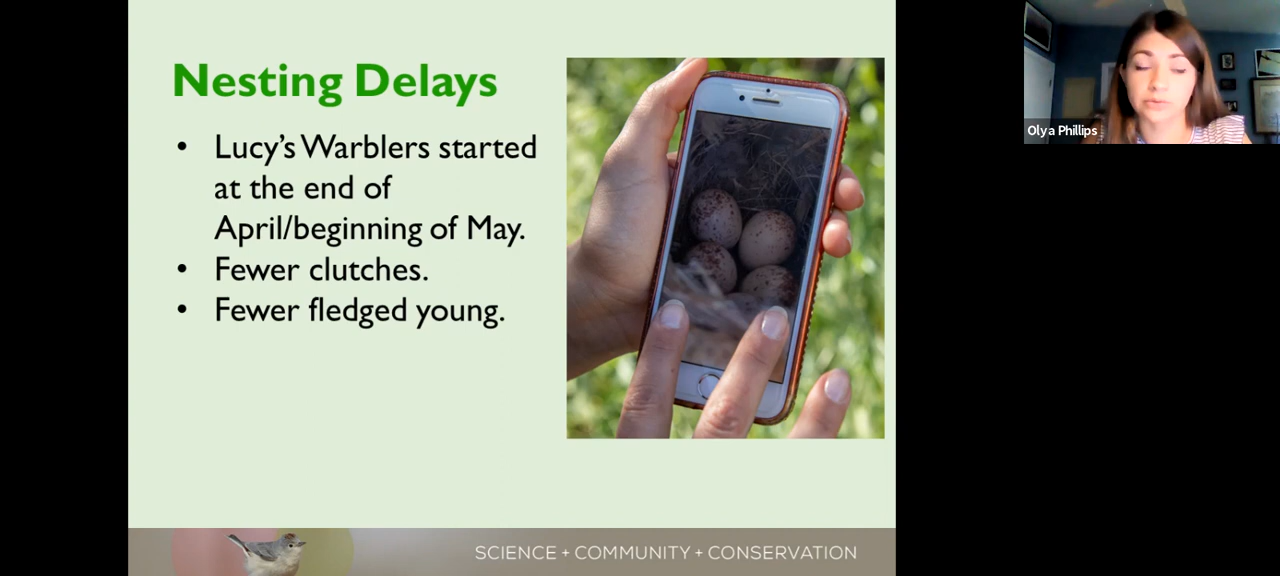 Nesting Delays
• Lucy's Warblers started
at the end of
April/beginning of May.
• Fewer clutches.
• Fewer fledged young.
SCIENCE + COMMUNITY + CONSERVATION
Olya Phillips